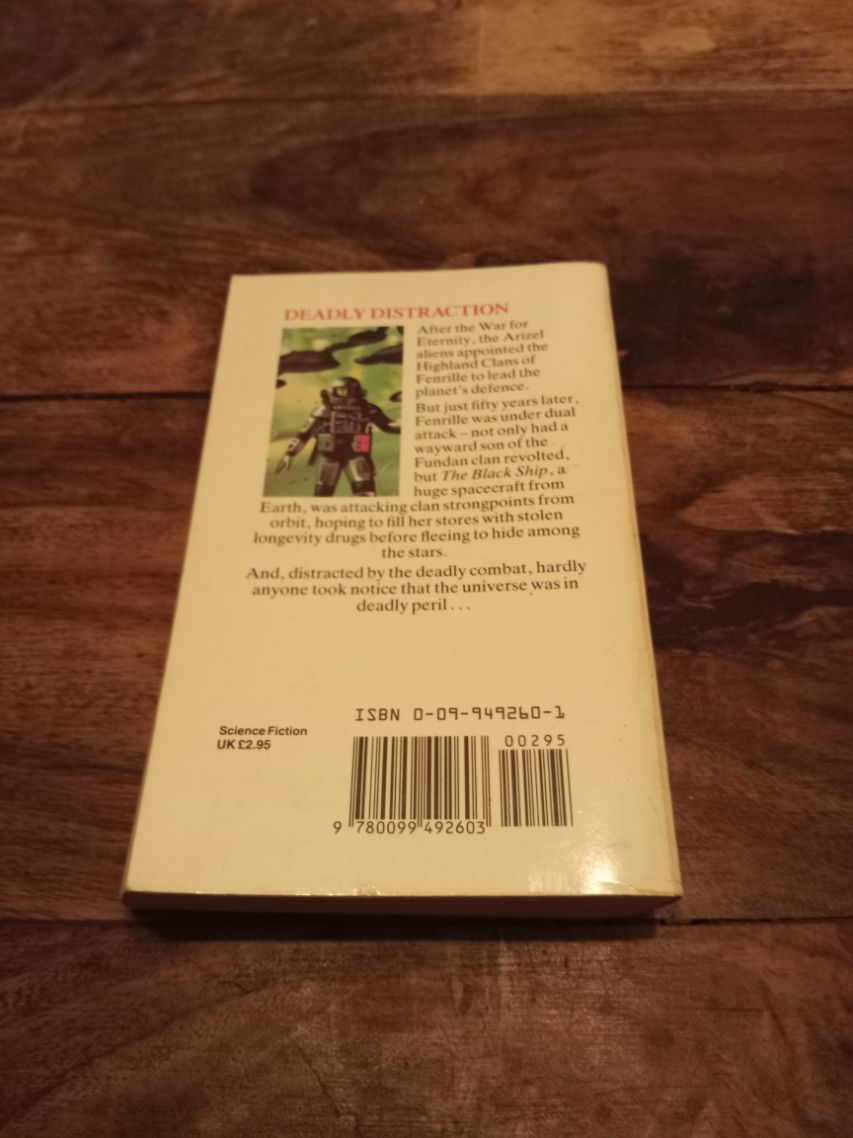 DEADLY DISTRACTION
After the War for
Eternity, the Arizel
aliens appointed the
Highland Clans of
Fenrille to lead the
planet's defence.
But just fifty years later,
Fenrille was under dual
attack – not only had a
wayward son of the
Fundan clan revolted,
but The Black Ship, a
huge spacecraft from
Earth, was attacking clan strongpoints from
orbit, hoping to fill her stores with stolen
longevity drugs before fleeing to hide among
the stars.
And, distracted by the deadly combat, hardly
anyone took notice that the universe was in
deadly peril . . .
ISBN 0-09-949260-1
Science Fiction
UK £2.95
00295
9 780099 492603